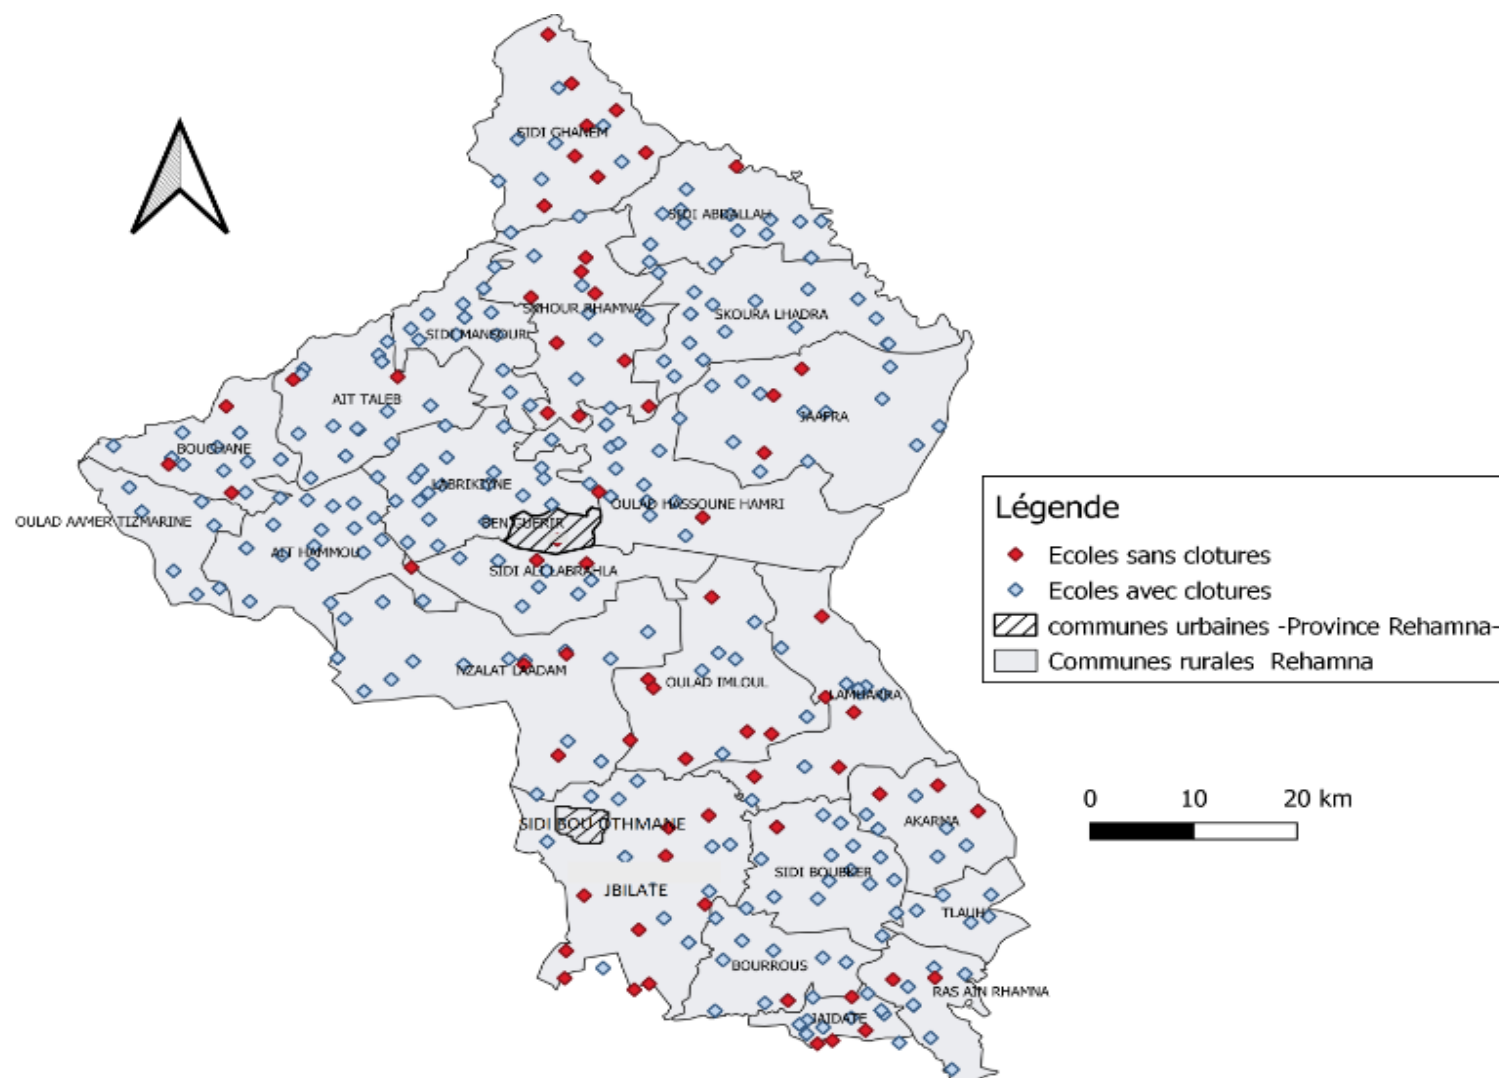 SIDI GHANEM
SIDI ABDALLAH
SKHOUR RHAMNA
SKOURA LHADRA
SIDI MANSOUR
AIT TALEB
JAAFRA
BOUCHANE
LABRIKIYNE
OULAD HASSOUNE HAMRI
OULAD AAMER TIZMARINE
BENGUERIR
AIT HAMMOU
SIDI ALI LABRAHLA
NZALAT LAADAM
OULAD IMLOUL
LAMHARRA
AKARMA
SIDI BOU OTHMANE
SIDI BOUBKER
JBILATE
TLAUH
BOURROUS
RAS AIN RHAMNA
JAIDATE
Légende
Ecoles sans clotures
Ecoles avec clotures
communes urbaines -Province Rehamna-
Communes rurales Rehamna
0 10 20 km